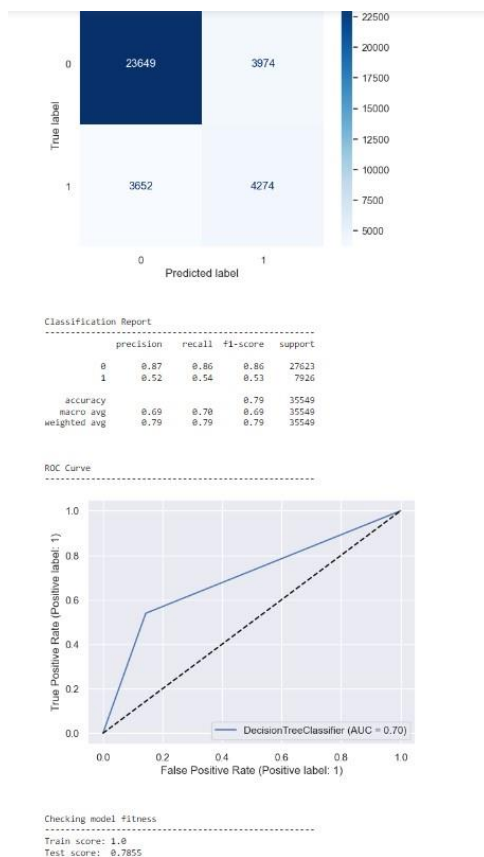 22500
0 23649 3974
20000
17500
15000
True label
12500
10000
1 3652 4274
7500
5000
0 1
Predicted label
Classification Report
------------------------------------------------------------
precision recall f1-score support
0 0.87 0.86 0.86 27623
1 0.52 0.54 0.53 7926
accuracy 0.79 35549
macro avg 0.69 0.70 0.69 35549
weighted avg 0.79 0.79 0.79 35549
ROC Curve
------------------------------------------------------------
1.0
0.8
0.6
0.4
0.2
0.0
True Positive Rate (Positive label: 1)
DecisionTreeClassifier (AUC = 0.70)
0.0 0.2 0.4 0.6 0.8 1.0
False Positive Rate (Positive label: 1)
Checking model fitness
------------------------------------------------------------
Train score: 1.0
Test score: 0.7855